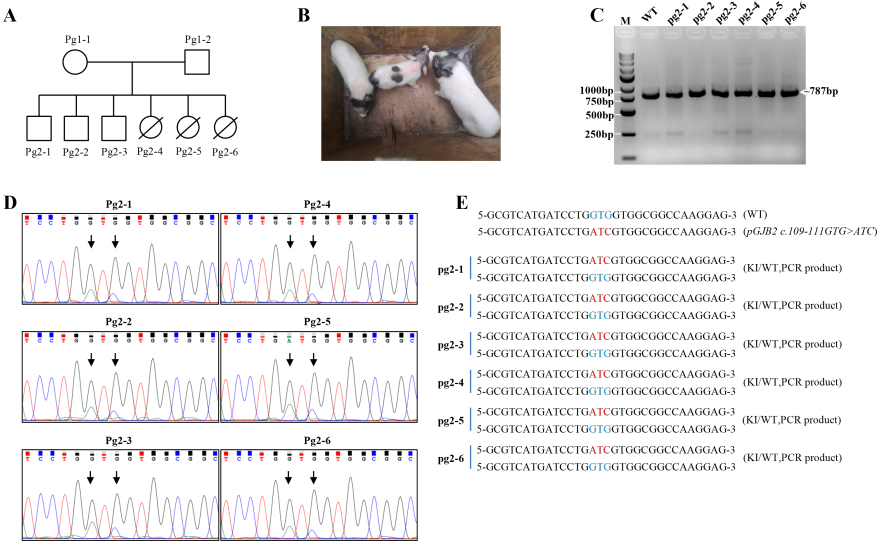 A
Pg1-1
Pg1-2
Pg2-1
Pg2-2
Pg2-3
Pg2-4
Pg2-5
Pg2-6
B
C
M
WT
pg2-1
pg2-2
pg2-3
pg2-4
pg2-5
pg2-6
1000bp
750bp
500bp
250bp
~787bp
D
Pg2-1
Pg2-4
Pg2-2
Pg2-5
T C C T G A T G G T G G C G G C
Pg2-3
Pg2-6
E
5-GCGTCATGATCCTGGTGGTGGCGGCCAAGGAG-3 (WT)
5-GCGTCATGATCCTGATCGTGGCGGCCAAGGAG-3 (pGJB2 c.109-111GTG>ATC)
pg2-1
5-GCGTCATGATCCTGATCGTGGCGGCCAAGGAG-3
5-GCGTCATGATCCTGGTGGTGGCGGCCAAGGAG-3
(KI/WT,PCR product)
pg2-2
5-GCGTCATGATCCTGATCGTGGCGGCCAAGGAG-3
5-GCGTCATGATCCTGGTGGTGGCGGCCAAGGAG-3
(KI/WT,PCR product)
pg2-3
5-GCGTCATGATCCTGATCGTGGCGGCCAAGGAG-3
5-GCGTCATGATCCTGGTGGTGGCGGCCAAGGAG-3
(KI/WT,PCR product)
pg2-4
5-GCGTCATGATCCTGATCGTGGCGGCCAAGGAG-3
5-GCGTCATGATCCTGGTGGTGGCGGCCAAGGAG-3
(KI/WT,PCR product)
pg2-5
5-GCGTCATGATCCTGATCGTGGCGGCCAAGGAG-3
5-GCGTCATGATCCTGGTGGTGGCGGCCAAGGAG-3
(KI/WT,PCR product)
pg2-6
5-GCGTCATGATCCTGATCGTGGCGGCCAAGGAG-3
5-GCGTCATGATCCTGGTGGTGGCGGCCAAGGAG-3
(KI/WT,PCR product)